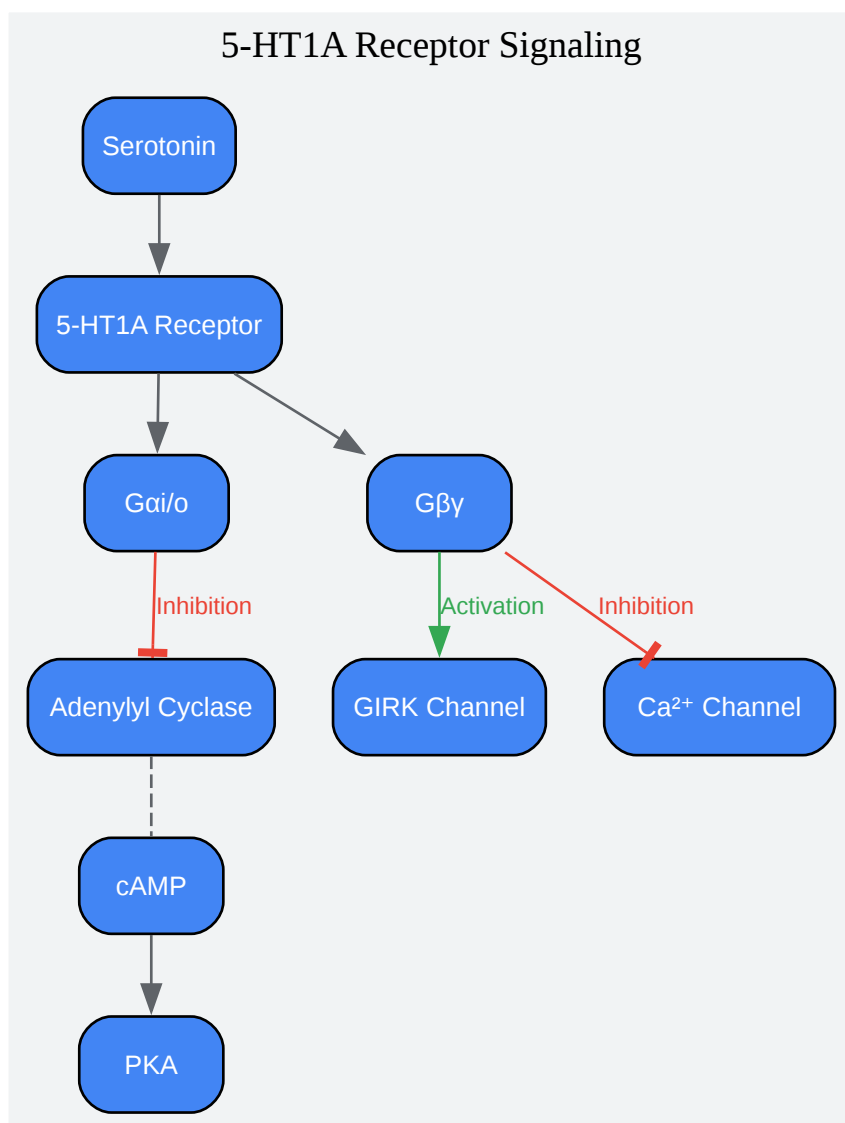 5-HT1A Receptor Signaling
Serotonin
5-HT1A Receptor
Gαi/o
Gβγ
Inhibition
Activation
Inhibition
Adenylyl Cyclase
GIRK Channel
Ca²⁺ Channel
cAMP
PKA